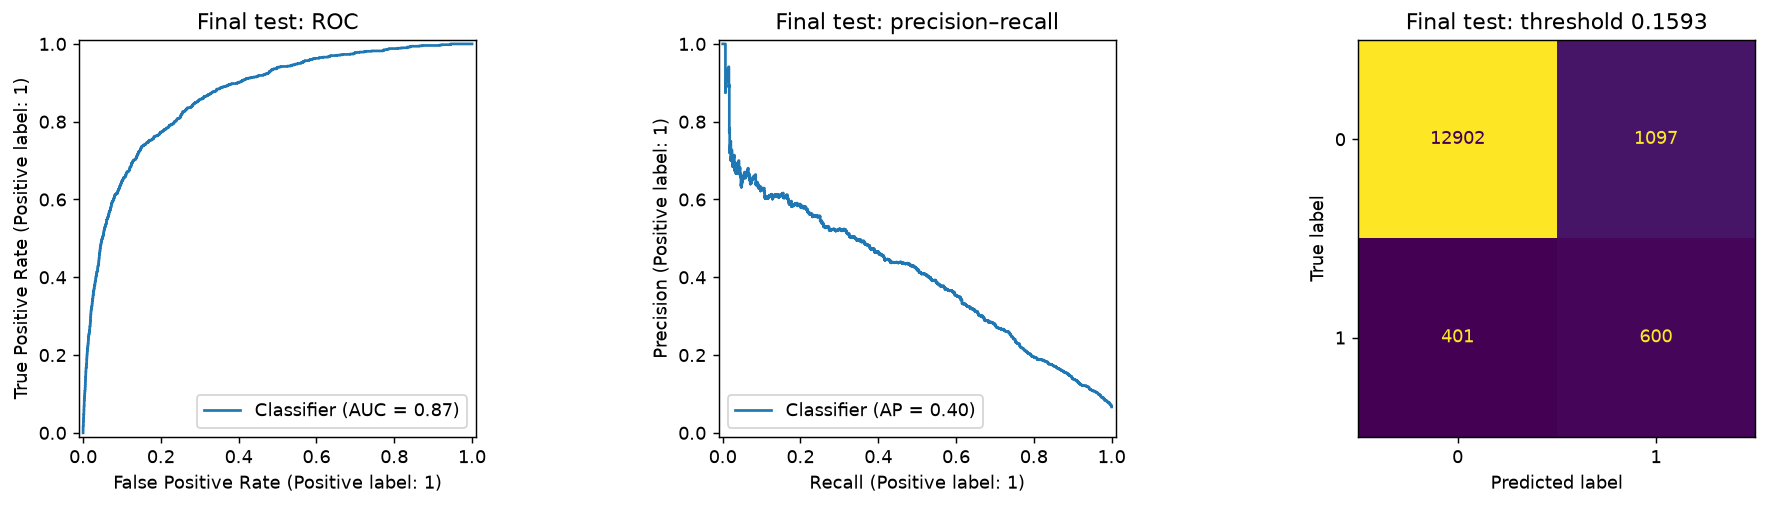 Final test: ROC
True Positive Rate (Positive label: 1)
1.0
0.8
0.6
0.4
0.2
0.0
Classifier (AUC = 0.87)
0.0 0.2 0.4 0.6 0.8 1.0
False Positive Rate (Positive label: 1)
Final test: precision–recall
Precision (Positive label: 1)
1.0
0.8
0.6
0.4
0.2
0.0
Classifier (AP = 0.40)
0.0 0.2 0.4 0.6 0.8 1.0
Recall (Positive label: 1)
Final test: threshold 0.1593
True label
0 12902 1097
1 401 600
0 1
Predicted label